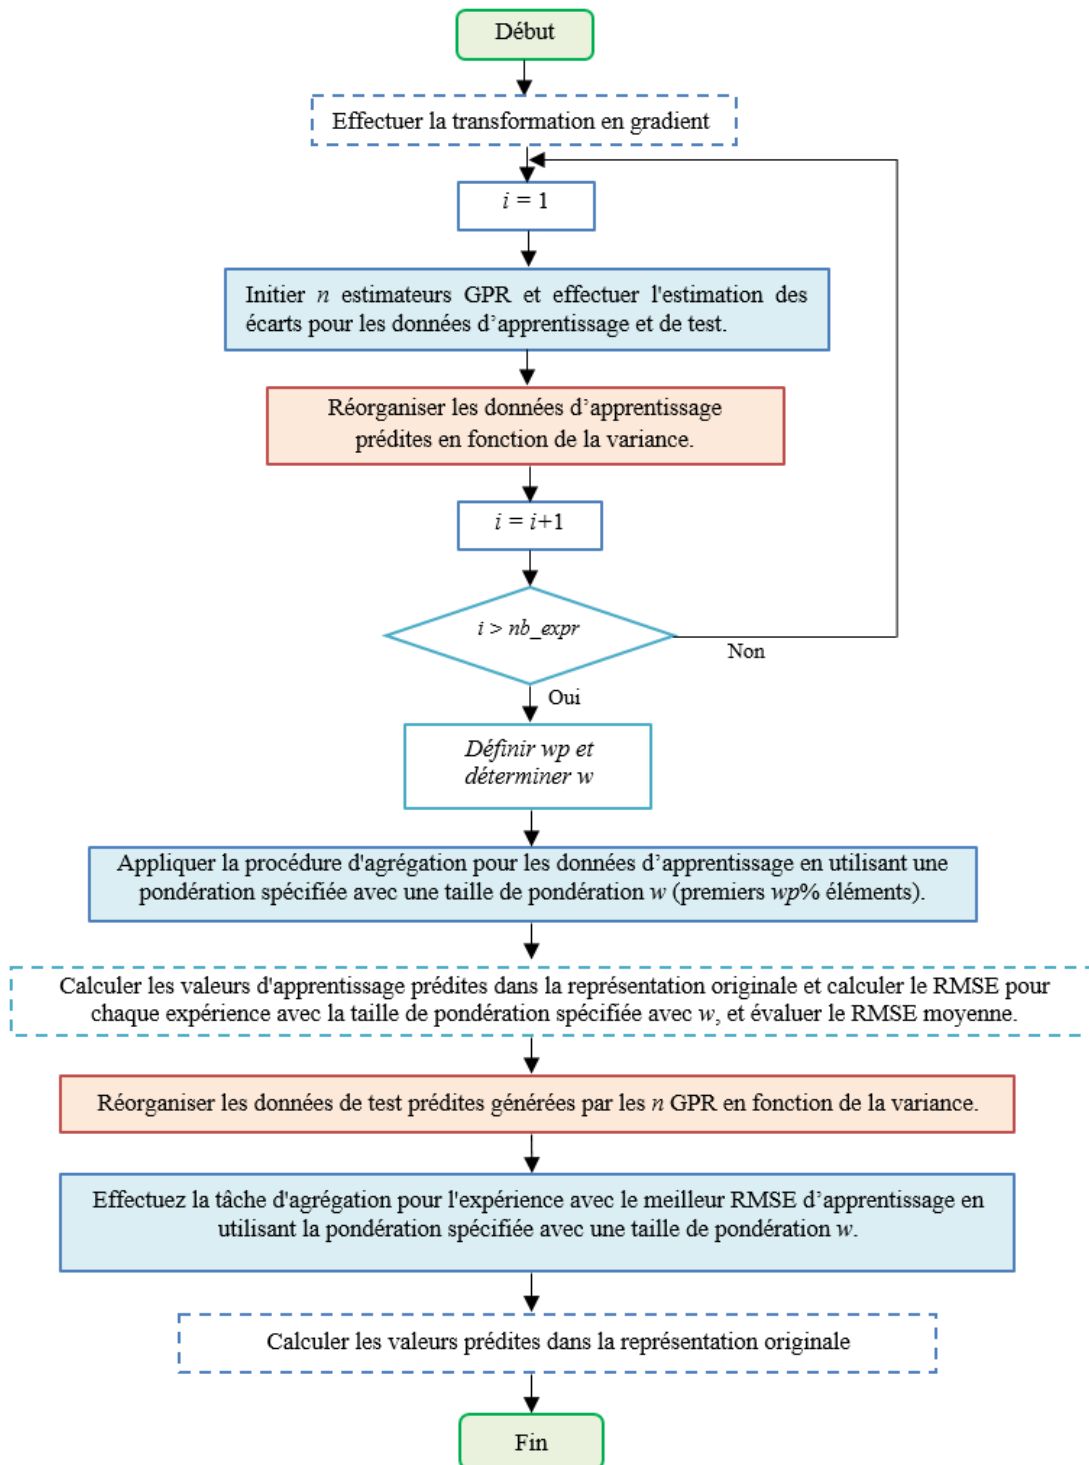 Début
Effectuer la transformation en gradient
i = 1
Initier n estimateurs GPR et effectuer l'estimation des
écarts pour les données d’apprentissage et de test.
Réorganiser les données d’apprentissage
prédites en fonction de la variance.
i = i+1
i > nb_expr
Non
Oui
Définir wp et
déterminer w
Appliquer la procédure d'agrégation pour les données d’apprentissage en utilisant une
pondération spécifiée avec une taille de pondération w (premiers wp% éléments).
Calculer les valeurs d'apprentissage prédites dans la représentation originale et calculer le RMSE pour
chaque expérience avec la taille de pondération spécifiée avec w, et évaluer le RMSE moyenne.
Réorganiser les données de test prédites générées par les n GPR en fonction de la variance.
Effectuez la tâche d'agrégation pour l'expérience avec le meilleur RMSE d’apprentissage en
utilisant la pondération spécifiée avec une taille de pondération w.
Calculer les valeurs prédites dans la représentation originale
Fin